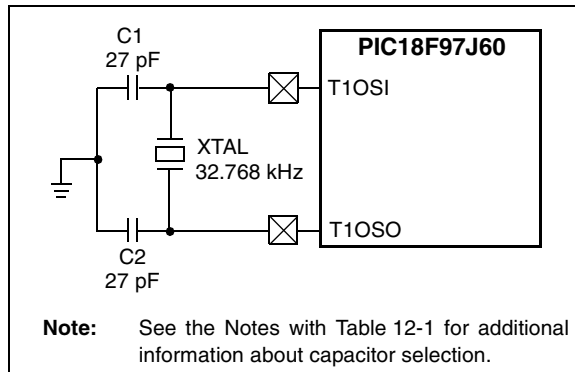 C1
27 pF
PIC18F97J60
T1OSI
XTAL
32.768 kHz
T1OSO
C2
27 pF
Note: See the Notes with Table 12-1 for additional
information about capacitor selection.